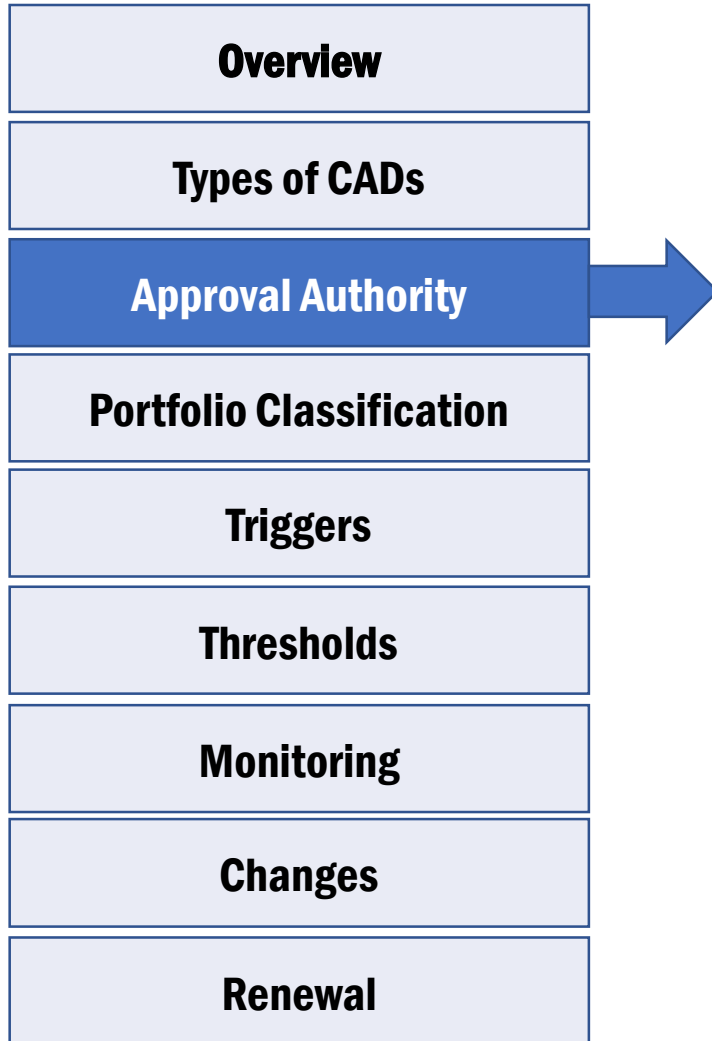 Overview
Types of CADs
Approval Authority
Portfolio Classification
Triggers
Thresholds
Monitoring
Changes
Renewal